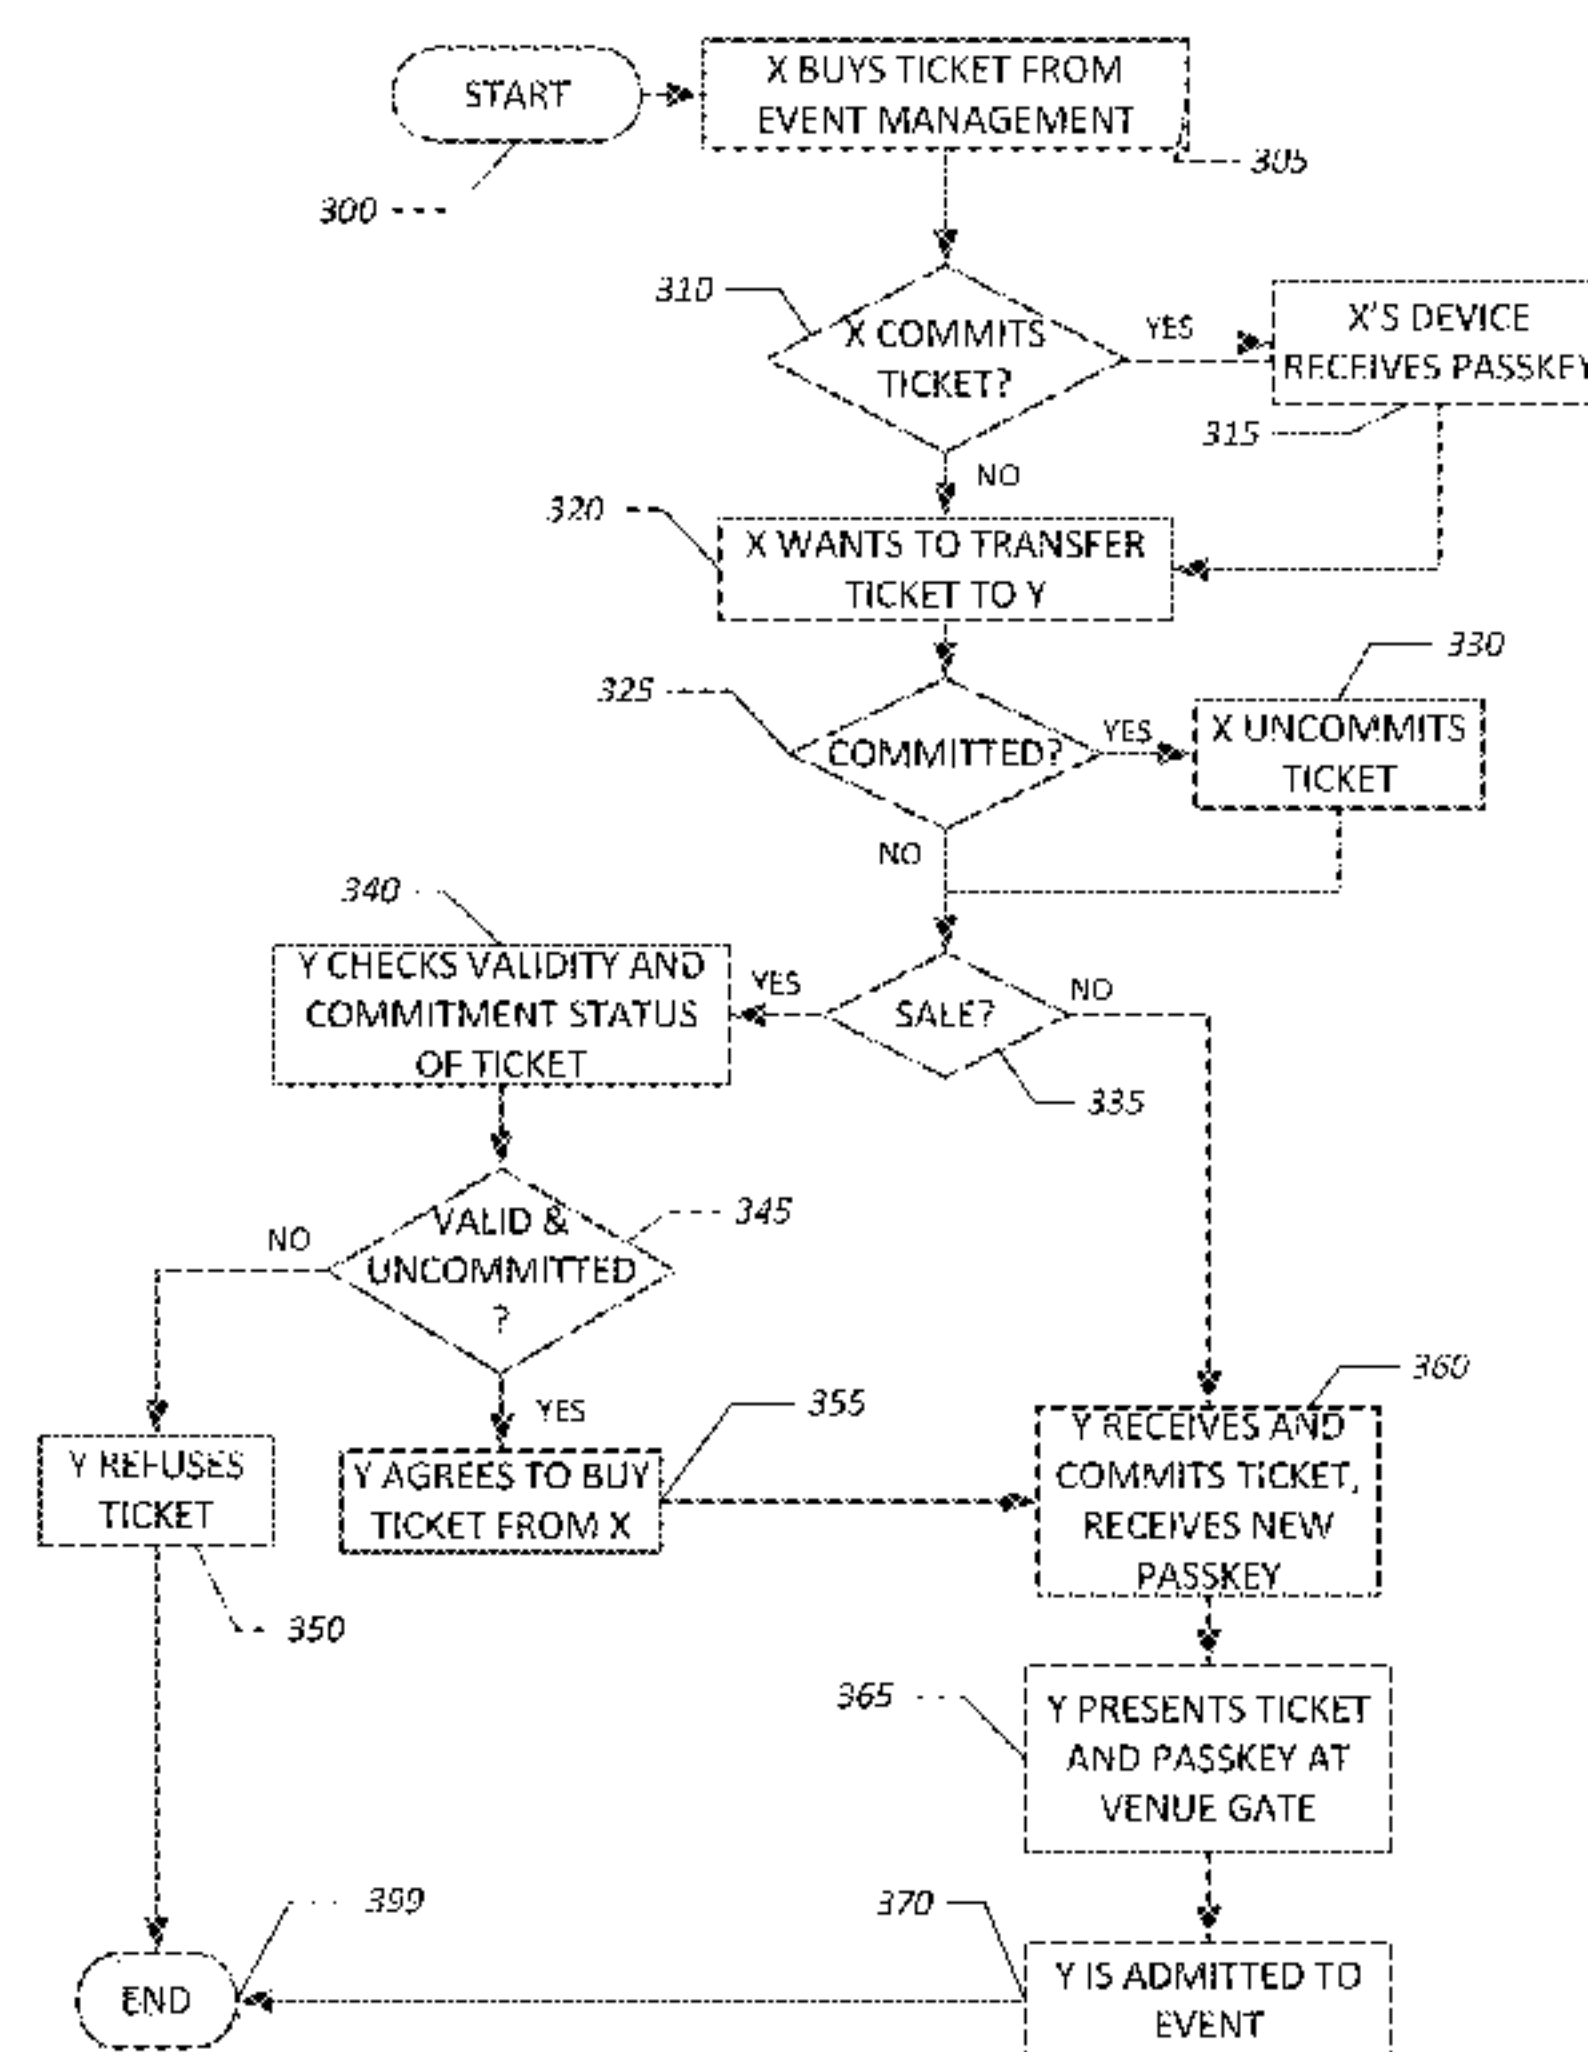 START
X BUYS TICKET FROM
EVENT MANAGEMENT
305
300
310
X COMMITS
TICKET?
YES
X'S DEVICE
RECEIVES PASSKEY
315
NO
320
X WANTS TO TRANSFER
TICKET TO Y
330
325
COMMITTED?
YES
X UNCOMMITS
TICKET
NO
340
Y CHECKS VALIDITY AND
COMMITMENT STATUS
OF TICKET
YES
SALE?
NO
335
345
VALID &
UNCOMMITTED
?
NO
YES
355
360
Y REFUSES
TICKET
Y AGREES TO BUY
TICKET FROM X
Y RECEIVES AND
COMMITS TICKET,
RECEIVES NEW
PASSKEY
350
365
Y PRESENTS TICKET
AND PASSKEY AT
VENUE GATE
399
370
END
Y IS ADMITTED TO
EVENT